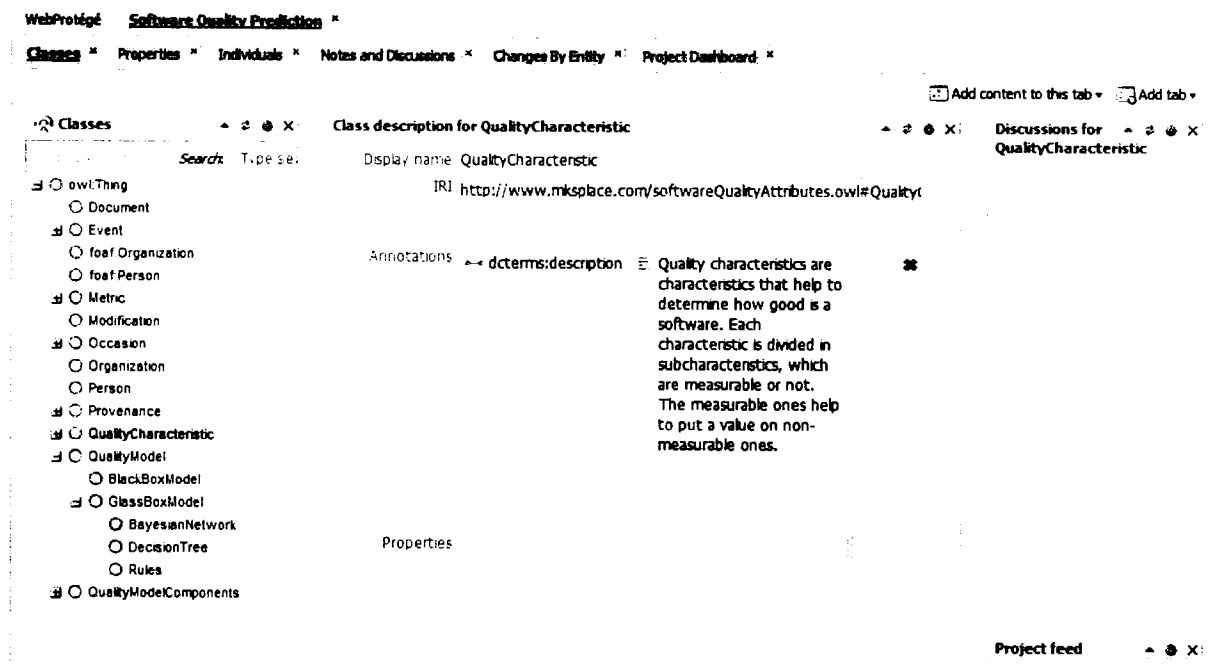 WebProtégé Software Quality Prediction ×
Classes × Properties × Individuals × Notes and Discussions × Changes By Entity × Project Dashboard ×
Add content to this tab Add tab
Classes
Search: Type sea
owl:Thing
Document
Event
foaf:Organization
foaf:Person
Metric
Modification
Occasion
Organization
Person
Provenance
QualityCharacteristic
QualityModel
BlackBoxModel
GlassBoxModel
BayesianNetwork
DecisionTree
Rules
QualityModelComponents
Class description for QualityCharacteristic
Display name QualityCharacteristic
IRI http://www.mksplace.com/softwareQualityAttributes.owl#Quality
Annotations dcterms:description
Quality characteristics are
characteristics that help to
determine how good is a
software. Each
characteristic is divided in
subcharacteristics, which
are measurable or not.
The measurable ones help
to put a value on non-
measurable ones.
Properties
Discussions for
QualityCharacteristic
Project feed